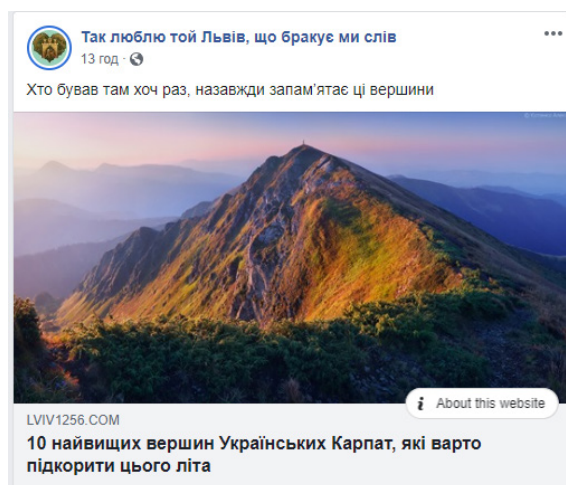 Так люблю той Львів, що бракує ми слів
13 год ·
Хто бував там хоч раз, назавжди запам'ятає ці вершини
i About this website
LVIV1256.COM
10 найвищих вершин Українських Карпат, які варто
підкорити цього літа